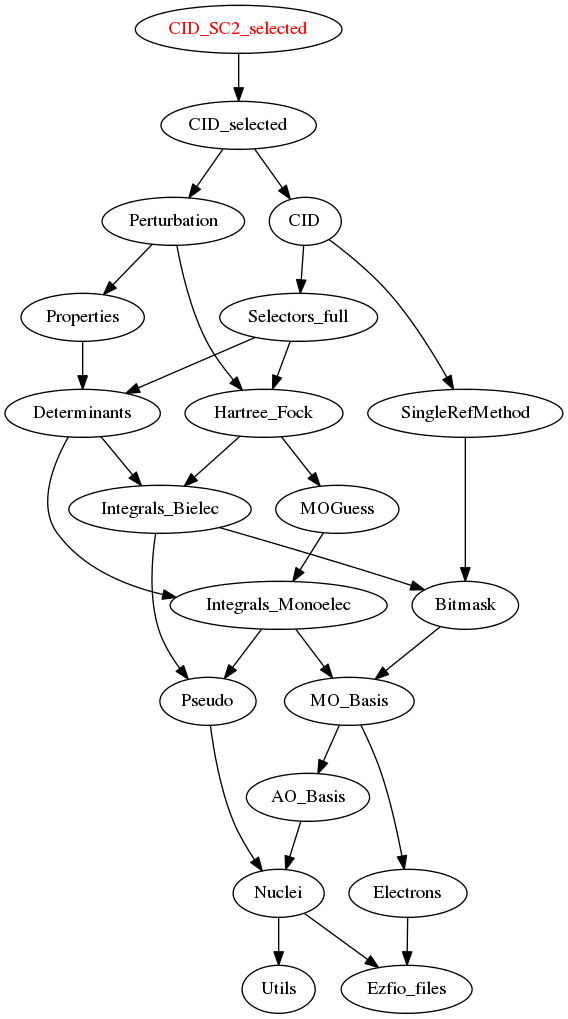 CID_SC2_selected
CID_selected
Perturbation
CID
Properties
Selectors_full
Determinants
Hartree_Fock
SingleRefMethod
Integrals_Bielec
MOGuess
Integrals_Monoelec
Bitmask
Pseudo
MO_Basis
AO_Basis
Nuclei
Electrons
Utils
Ezfio_files